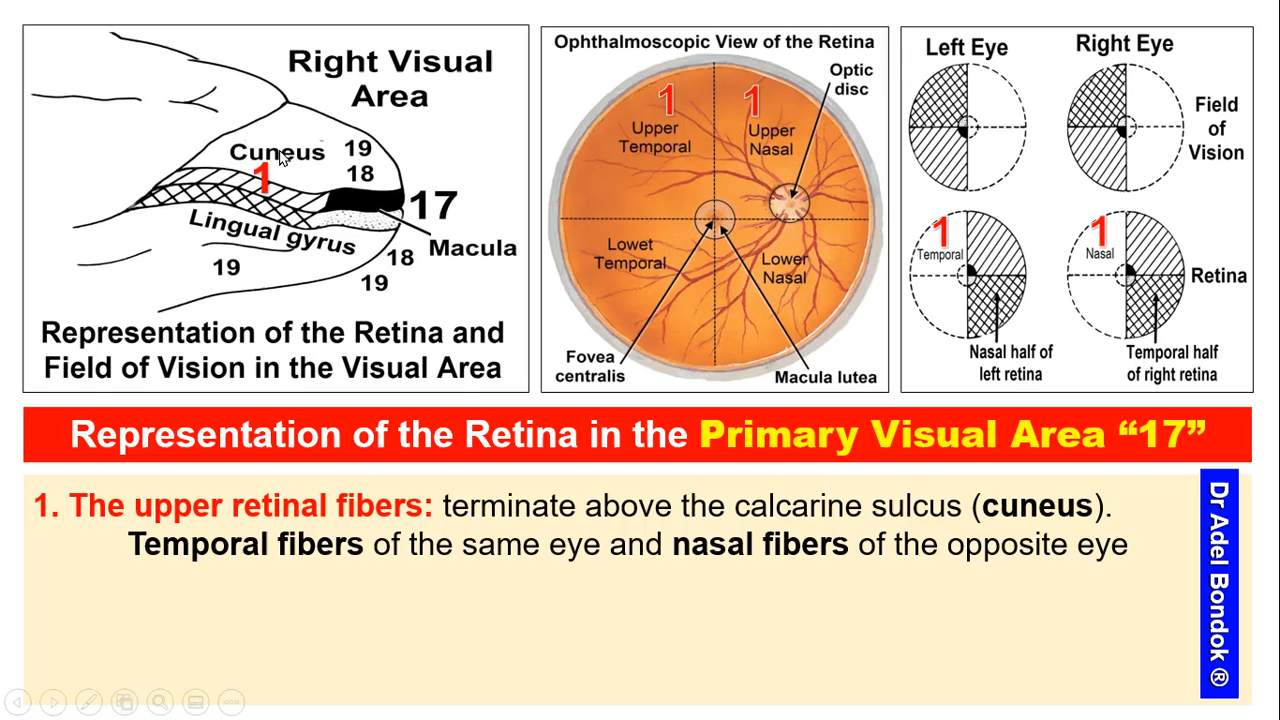 Right Visual
Area
Cuneus
19
18
1
17
Lingual gyrus
Macula
18
19
19
Representation of the Retina and
Field of Vision in the Visual Area
Ophthalmoscopic View of the Retina
Optic
disc
1
1
Upper
Temporal
Upper
Nasal
Lowet
Temporal
Lower
Nasal
Fovea
centralis
Macula lutea
Left Eye
Right Eye
Field
of
Vision
1
Temporal
1
Nasal
Retina
Nasal half of
left retina
Temporal half
of right retina
Representation of the Retina in the Primary Visual Area “17”
1. The upper retinal fibers: terminate above the calcarine sulcus (cuneus).
Temporal fibers of the same eye and nasal fibers of the opposite eye
Dr Adel Bondok ®